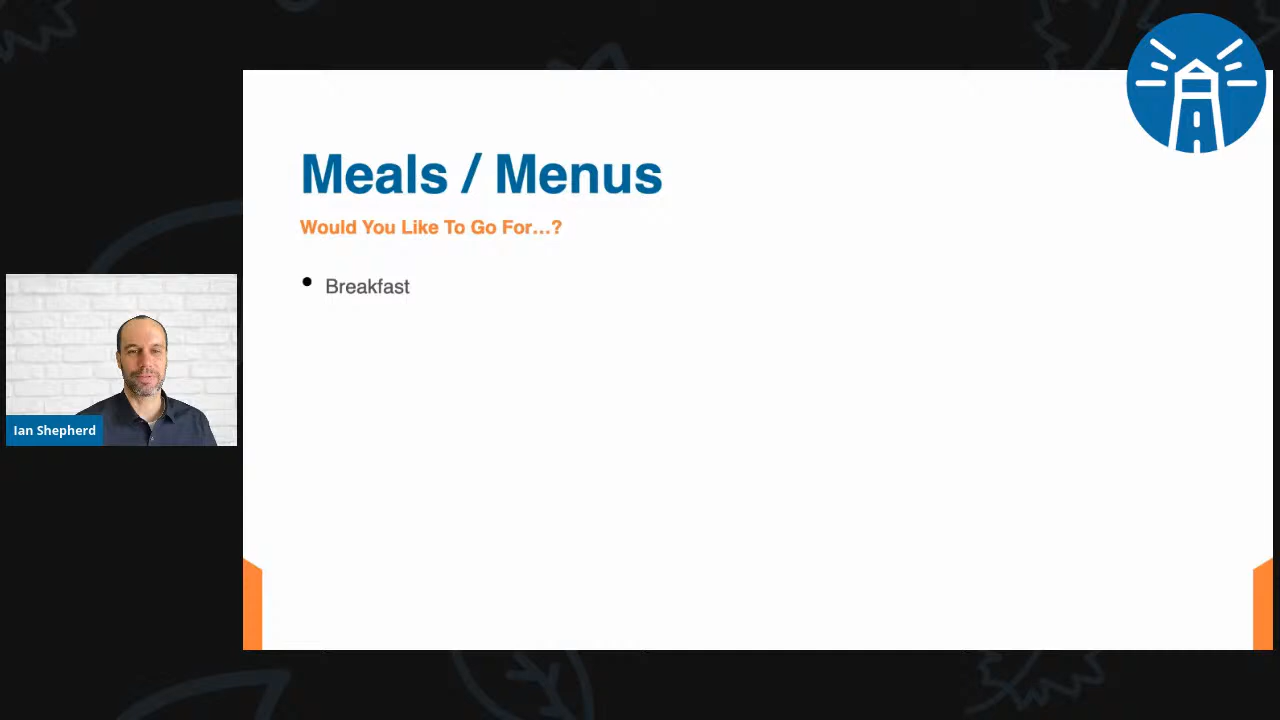 Meals / Menus
Would You Like To Go For...?
• Breakfast
Ian Shepherd